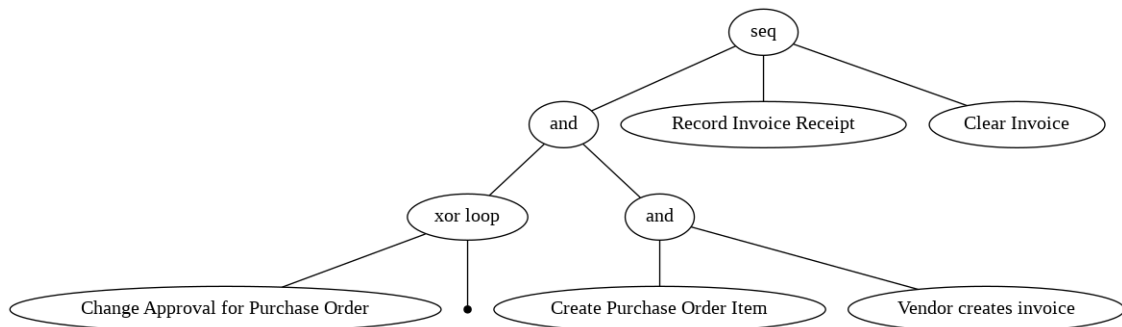 seq
and
Record Invoice Receipt
Clear Invoice
xor loop
and
Change Approval for Purchase Order
Create Purchase Order Item
Vendor creates invoice